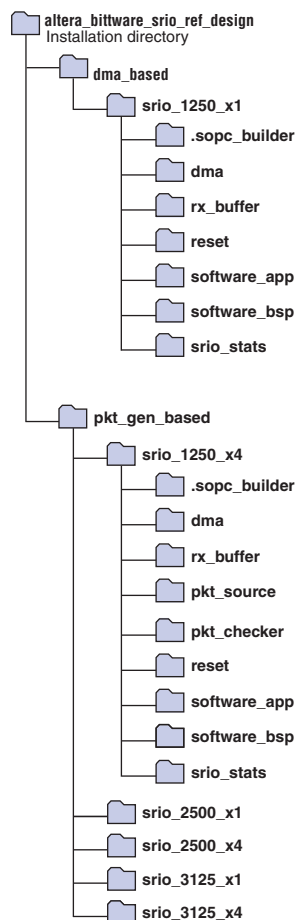 altera_bittware_srio_ref_design
Installation directory
dma_based
srio_1250_x1
.sopc_builder
dma
rx_buffer
reset
software_app
software_bsp
srio_stats
pkt_gen_based
srio_1250_x4
.sopc_builder
dma
rx_buffer
pkt_source
pkt_checker
reset
software_app
software_bsp
srio_stats
srio_2500_x1
srio_2500_x4
srio_3125_x1
srio_3125_x4